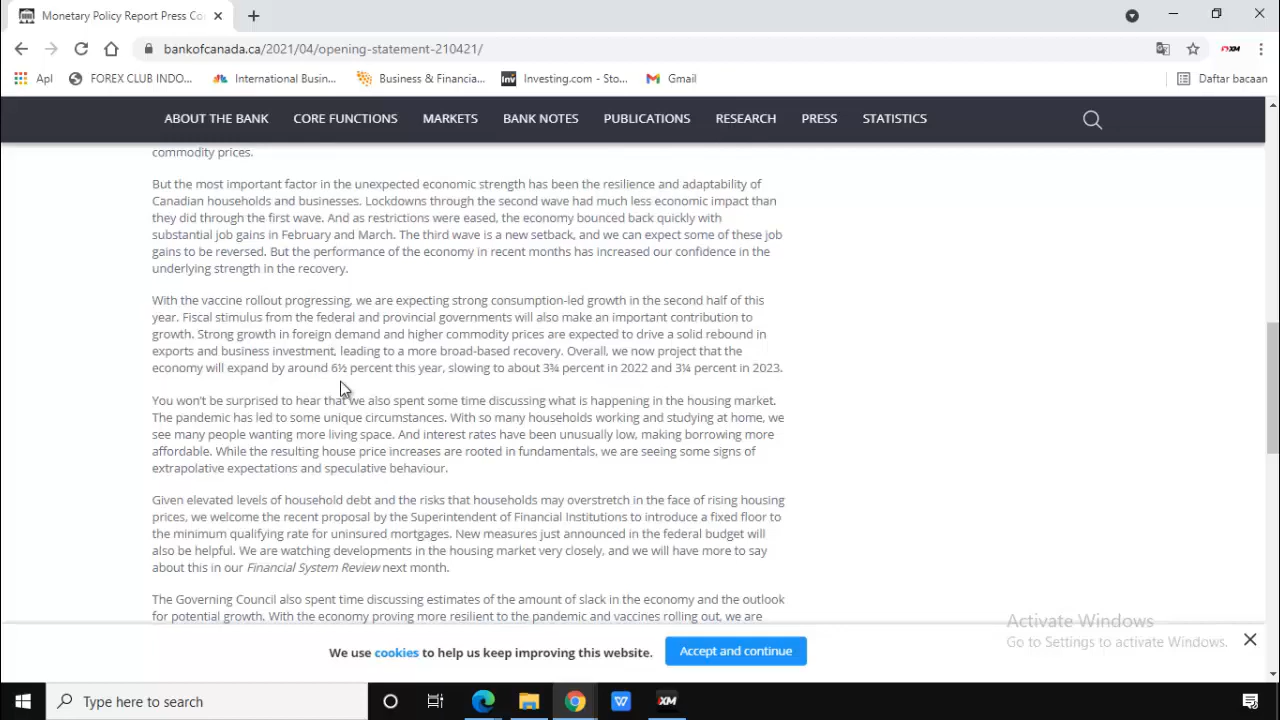 Monetary Policy Report Press Co
bankofcanada.ca/2021/04/opening-statement-210421/
Apl FOREX CLUB INDO... International Busin... Business & Financia... Investing.com - Sto... Gmail Daftar bacaan
ABOUT THE BANK CORE FUNCTIONS MARKETS BANK NOTES PUBLICATIONS RESEARCH PRESS STATISTICS
commodity prices.
But the most important factor in the unexpected economic strength has been the resilience and adaptability of
Canadian households and businesses. Lockdowns through the second wave had much less economic impact than
they did through the first wave. And as restrictions were eased, the economy bounced back quickly with
substantial job gains in February and March. The third wave is a new setback, and we can expect some of these job
gains to be reversed. But the performance of the economy in recent months has increased our confidence in the
underlying strength in the recovery.
With the vaccine rollout progressing, we are expecting strong consumption-led growth in the second half of this
year. Fiscal stimulus from the federal and provincial governments will also make an important contribution to
growth. Strong growth in foreign demand and higher commodity prices are expected to drive a solid rebound in
exports and business investment, leading to a more broad-based recovery. Overall, we now project that the
economy will expand by around 6½ percent this year, slowing to about 3¾ percent in 2022 and 3¼ percent in 2023.
You won't be surprised to hear that we also spent some time discussing what is happening in the housing market.
The pandemic has led to some unique circumstances. With so many households working and studying at home, we
see many people wanting more living space. And interest rates have been unusually low, making borrowing more
affordable. While the resulting house price increases are rooted in fundamentals, we are seeing some signs of
extrapolative expectations and speculative behaviour.
Given elevated levels of household debt and the risks that households may overstretch in the face of rising housing
prices, we welcome the recent proposal by the Superintendent of Financial Institutions to introduce a fixed floor to
the minimum qualifying rate for uninsured mortgages. New measures just announced in the federal budget will
also be helpful. We are watching developments in the housing market very closely, and we will have more to say
about this in our Financial System Review next month.
The Governing Council also spent time discussing estimates of the amount of slack in the economy and the outlook
for potential growth. With the economy proving more resilient to the pandemic and vaccines rolling out, we are
Activate Windows
Go to Settings to activate Windows.
We use cookies to help us keep improving this website. Accept and continue
Type here to search
XM